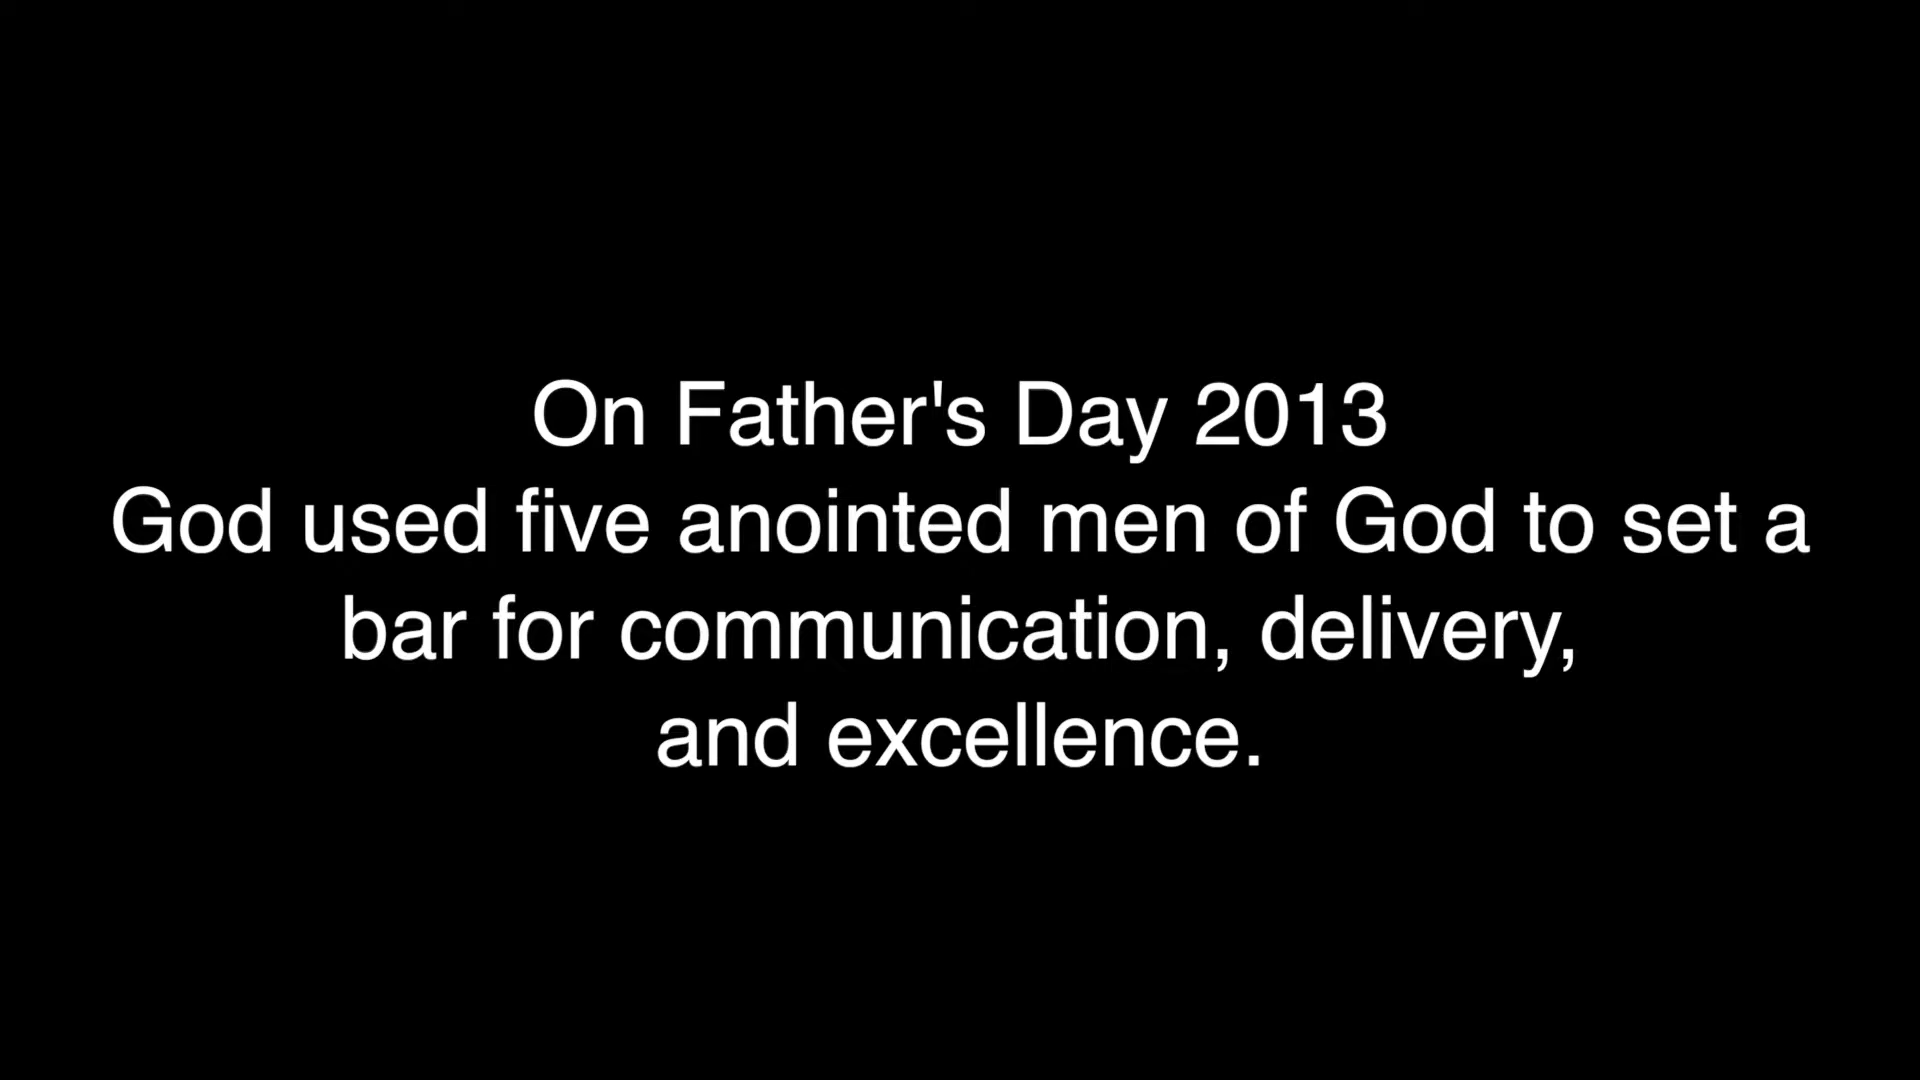 On Father's Day 2013
God used five anointed men of God to set a
bar for communication, delivery,
and excellence.